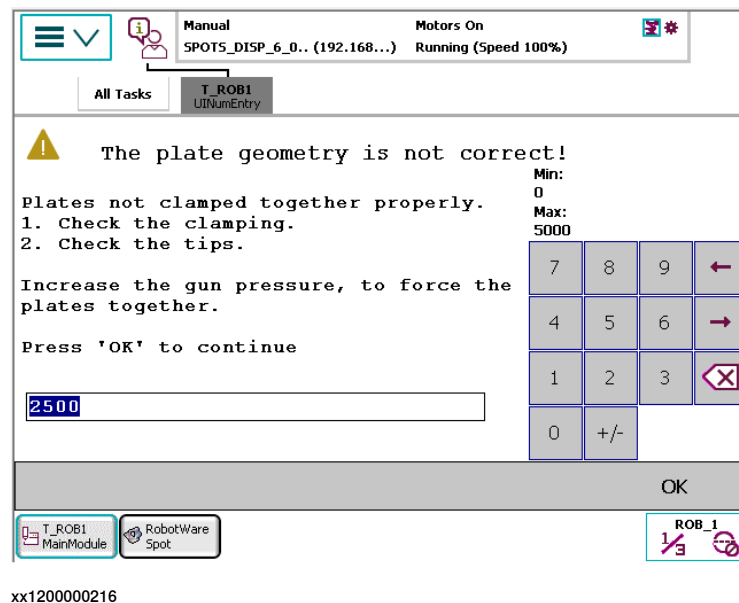 Manual
Motors On
SPOTS_DISP_6_0.. (192.168...)
Running (Speed 100%)
All Tasks
T_ROB1
UINumEntry
The plate geometry is not correct!
Plates not clamped together properly.
1. Check the clamping.
2. Check the tips.
Increase the gun pressure, to force the
plates together.
Press 'OK' to continue
2500
Min:
0
Max:
5000
7 8 9 ←
4 5 6 →
1 2 3
0 +/-
OK
T_ROB1
MainModule
RobotWare
Spot
ROB_1
1/3
xx1200000216